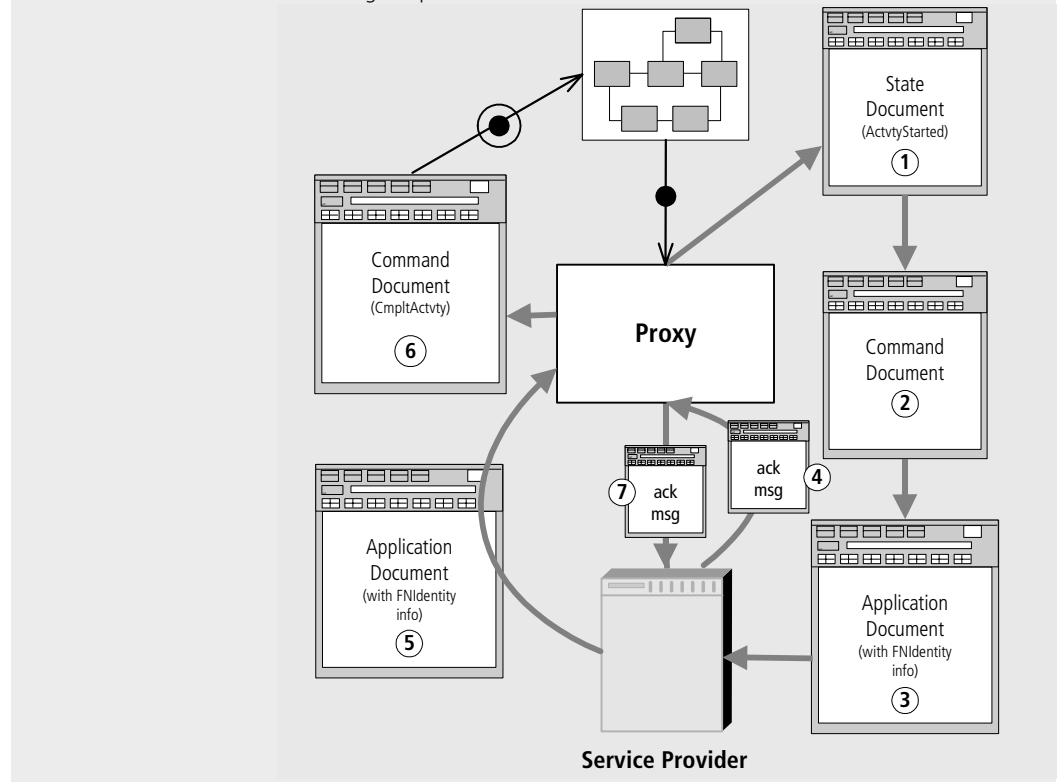 State
Document
(ActvtyStarted)
1
Command
Document
(CmpltActvty)
6
Proxy
Command
Document
2
ack
msg
4
7
ack
msg
Application
Document
(with FNIdentity
info)
5
Application
Document
(with FNIdentity
info)
3
Service Provider